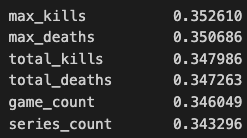 max_kills 0.352610
max_deaths 0.350686
total_kills 0.347986
total_deaths 0.347263
game_count 0.346049
series_count 0.343296